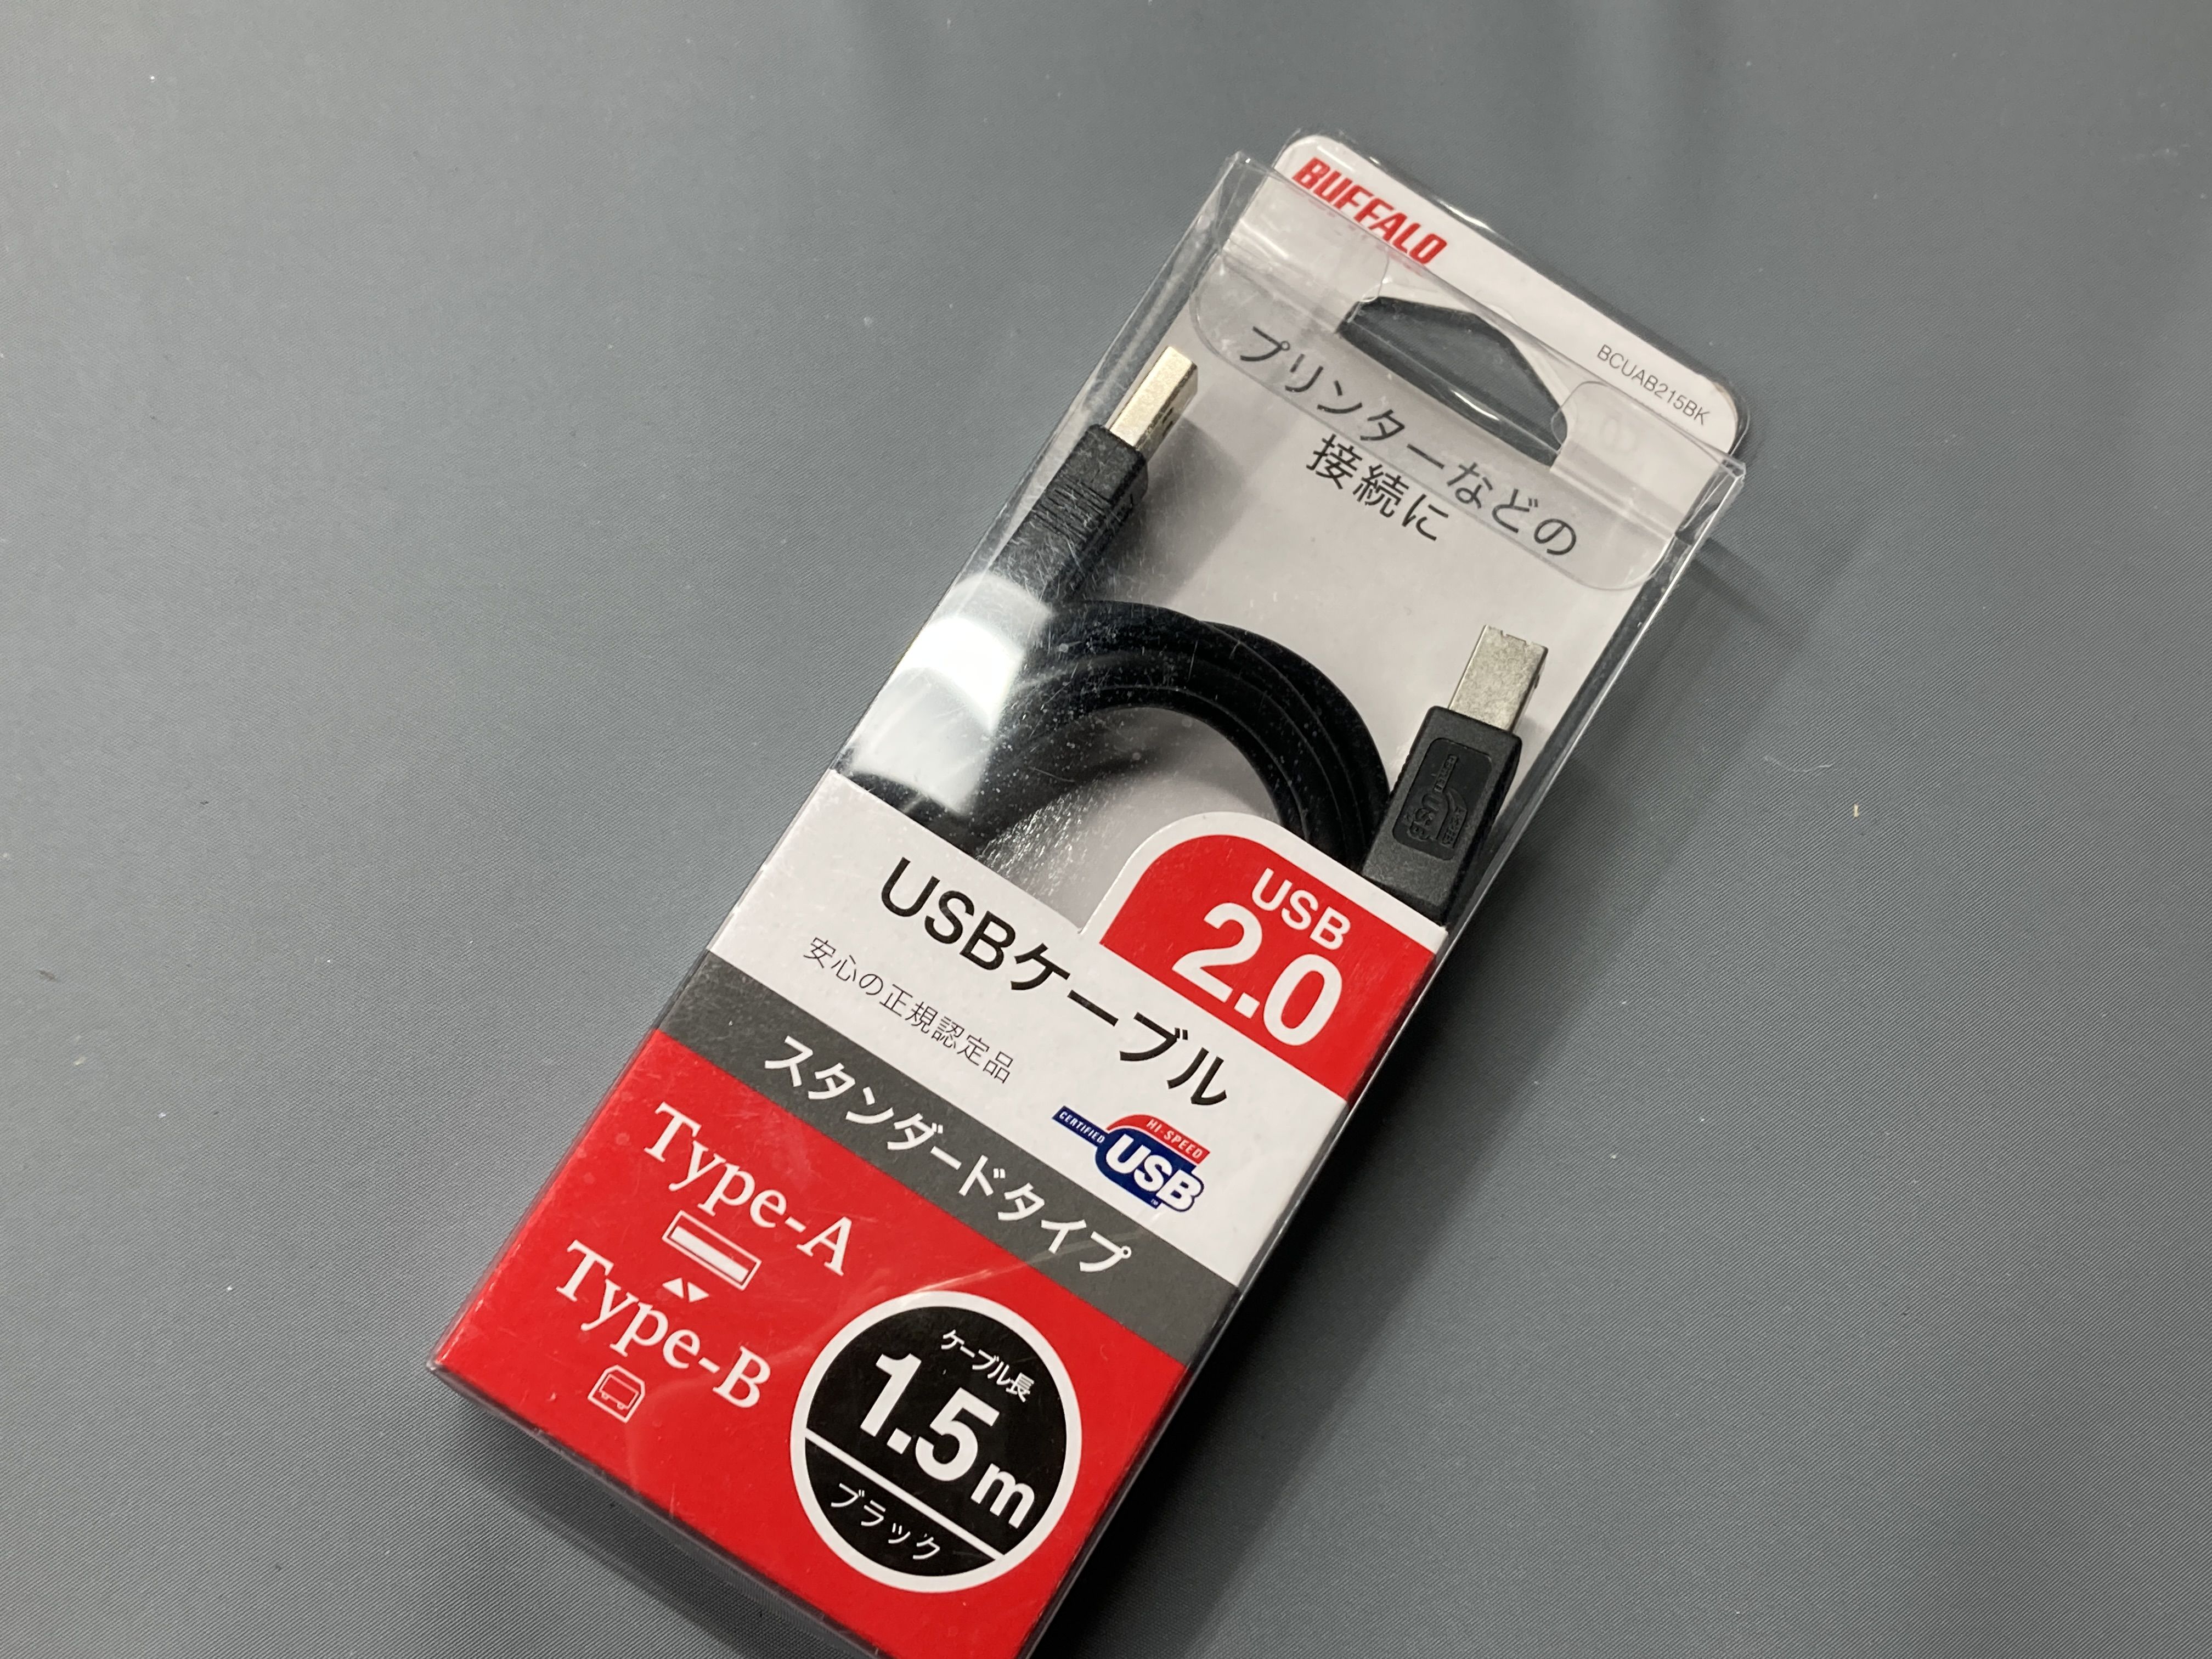 BUFFALO
BCUAB215BK
プリンターなどの
接続に
USB
2.0
USBケーブル
安心の正規認定品
CERTIFIED
HI-SPEED
USB
スタンダードタイプ
Type-A
Type-B
ケーブル長
1.5m
ブラック